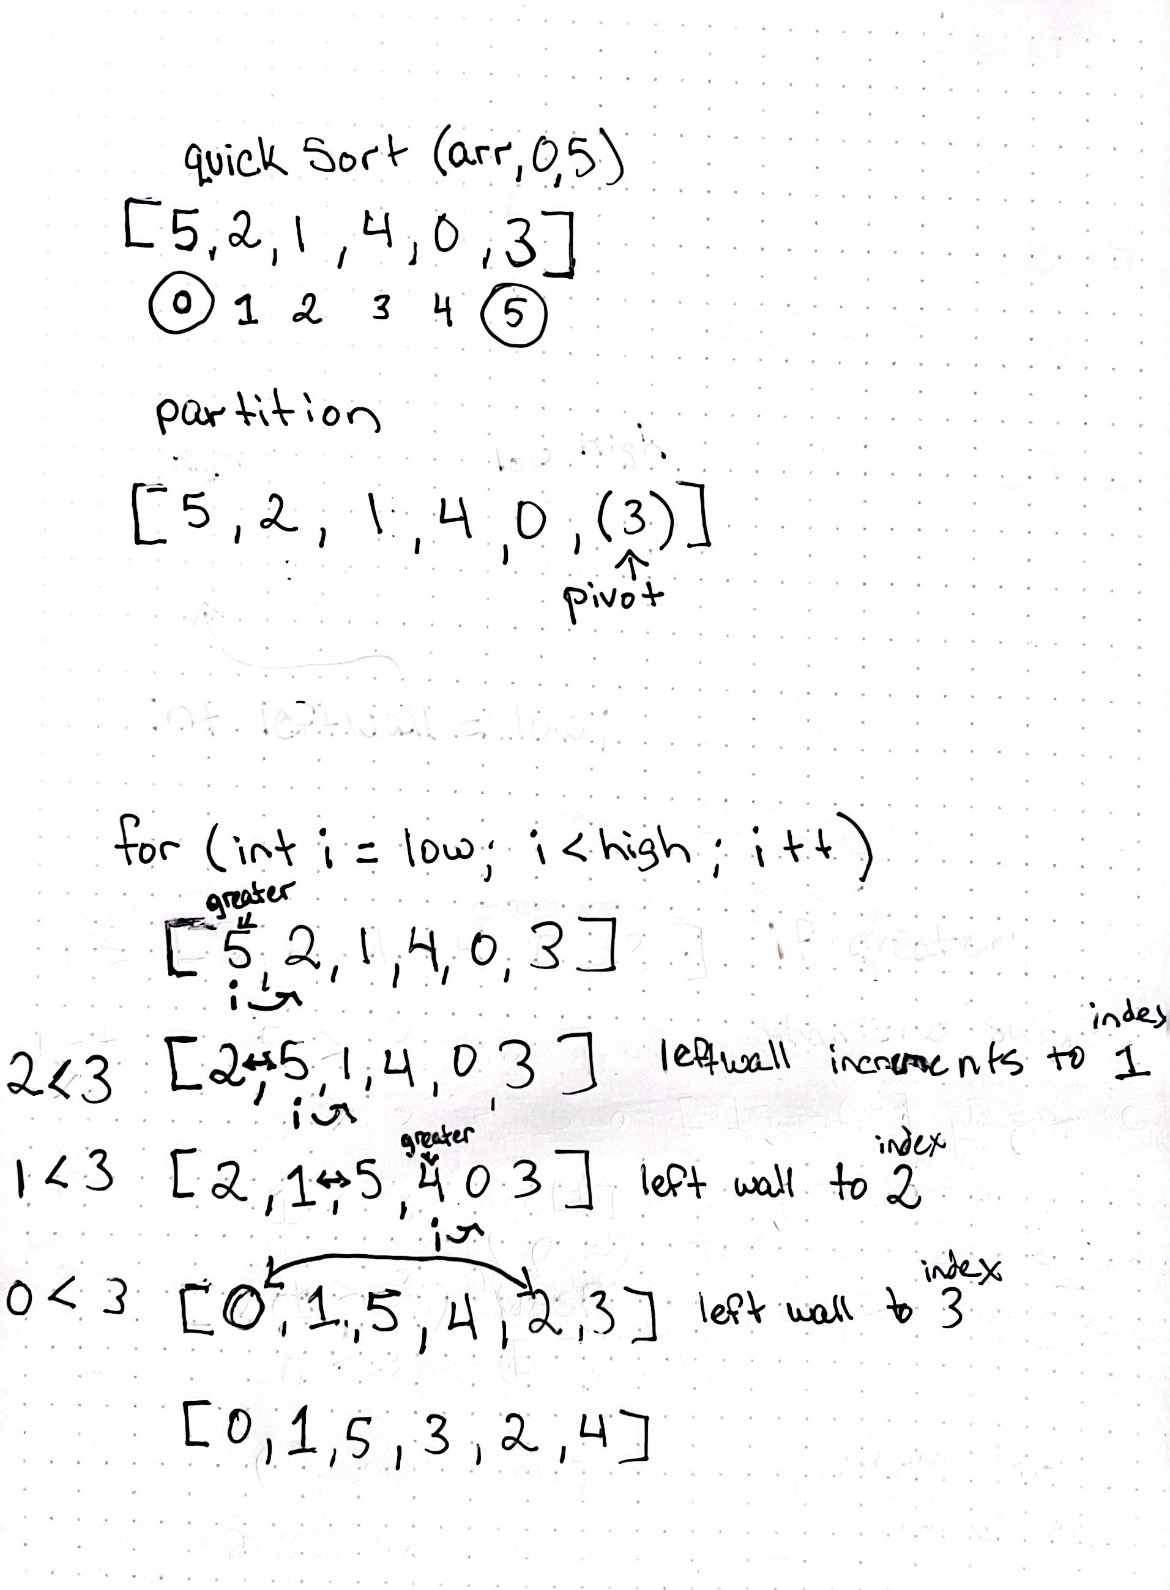 quick Sort (arr, 0, 5)
[5, 2, 1, 4, 0, 3]
0 1 2 3 4 5
partition
[5, 2, 1, 4, 0, (3)]
↑
pivot
for (int i = low; i < high; i++)
greater
[5, 2, 1, 4, 0, 3]
i
index
2<3 [2↔, 5, 1, 4, 0, 3] leftwall increments to 1
i
greater index
1<3 [2, 1↔, 5, 4 0 3] left wall to 2
i
index
0<3 [0, 1, 5, 4, 2, 3] left wall to 3
[0, 1, 5, 3, 2, 4]